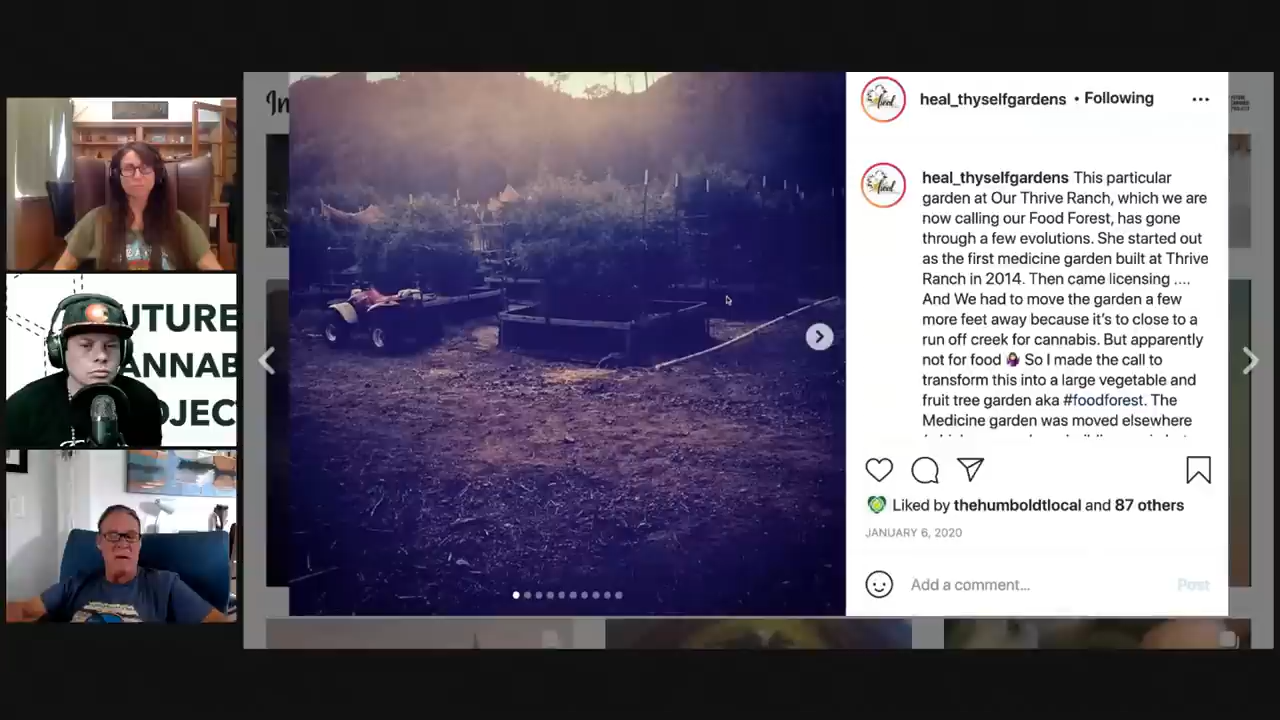 In
heal_thyselfgardens • Following
heal_thyselfgardens This particular
garden at Our Thrive Ranch, which we are
now calling our Food Forest, has gone
through a few evolutions. She started out
as the first medicine garden built at Thrive
Ranch in 2014. Then came licensing ....
And We had to move the garden a few
more feet away because it's to close to a
run off creek for cannabis. But apparently
not for food 🤷🏻‍♀️ So I made the call to
transform this into a large vegetable and
fruit tree garden aka #foodforest. The
Medicine garden was moved elsewhere
Liked by thehumboldtlocal and 87 others
JANUARY 6, 2020
Add a comment...
Post
UTURE
ANNAB
OJEC
FUTURE
CANNABIS
PROJECT